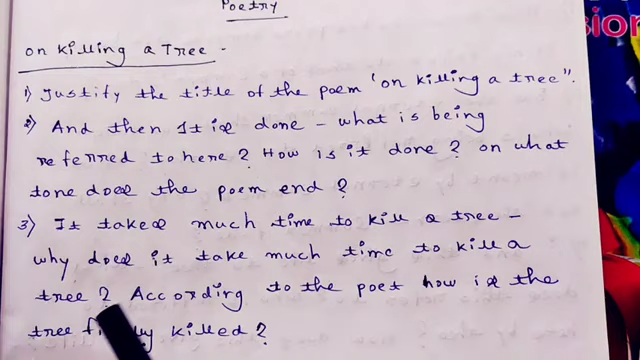 Poetry
on killing a Tree -
1) Justify the title of the poem "on killing a tree".
2) And then It is done - what is being
referred to here? How is it done? on what
tone does the poem end?
3) It takes much time to kill a tree -
why does it take much time to kill a
tree? According to the poet how is the
tree killed?